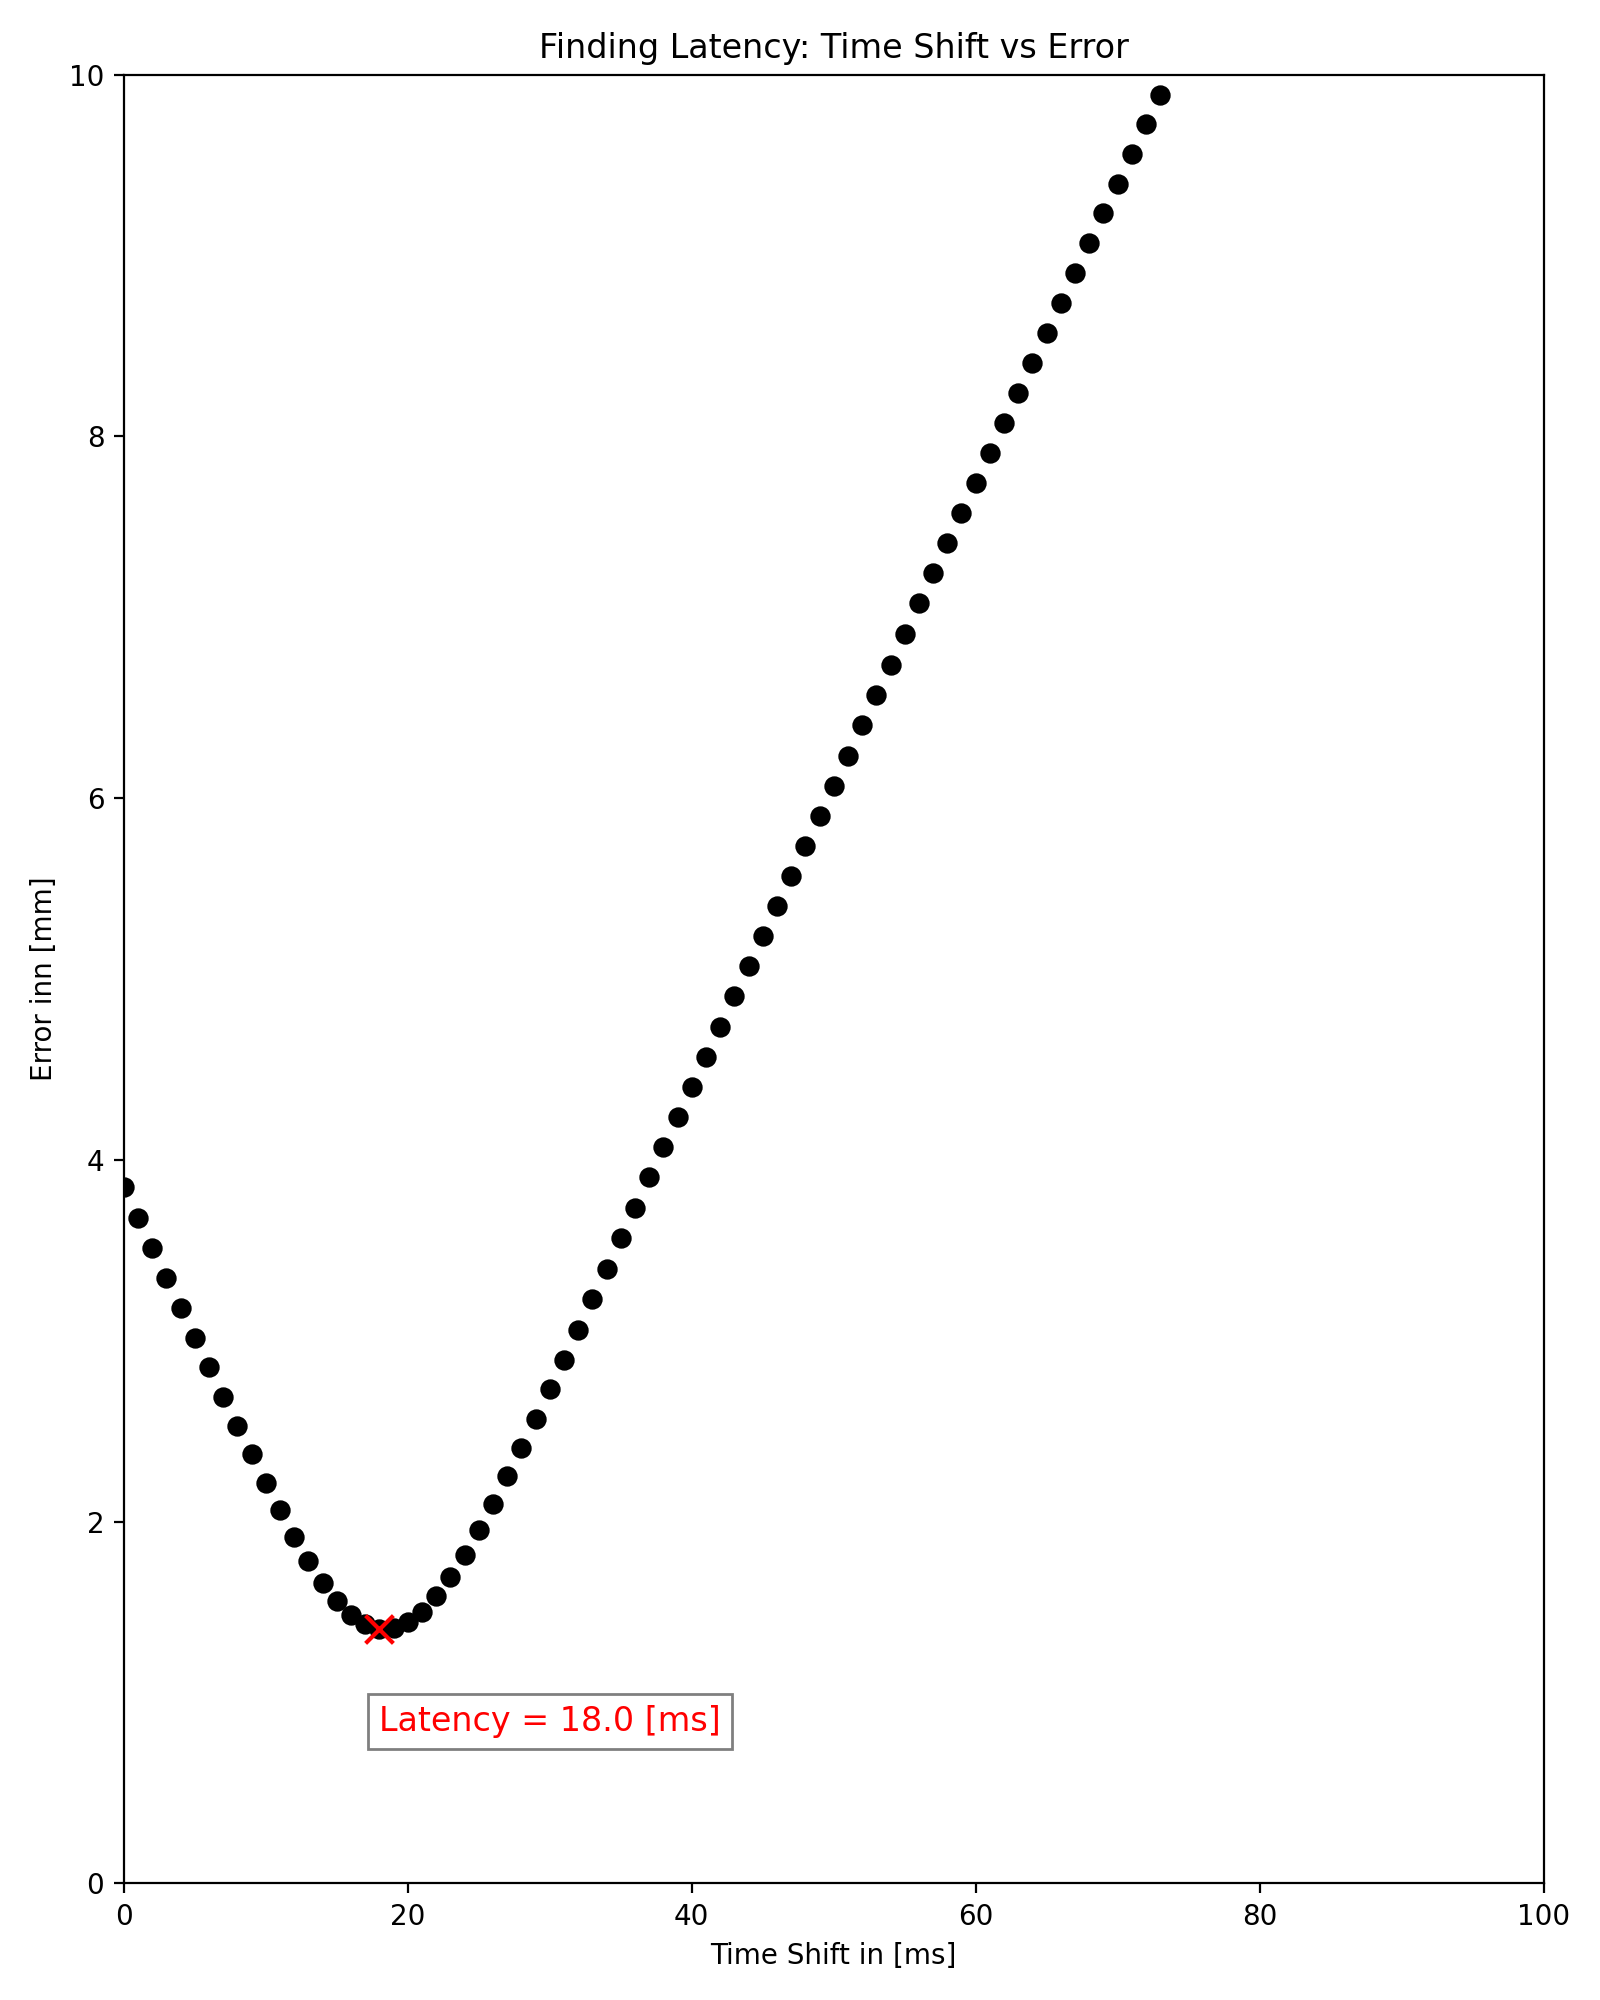 Finding Latency: Time Shift vs Error
10
8
6
4
2
0
Error inn [mm]
Latency = 18.0 [ms]
0 20 40 60 80 100
Time Shift in [ms]